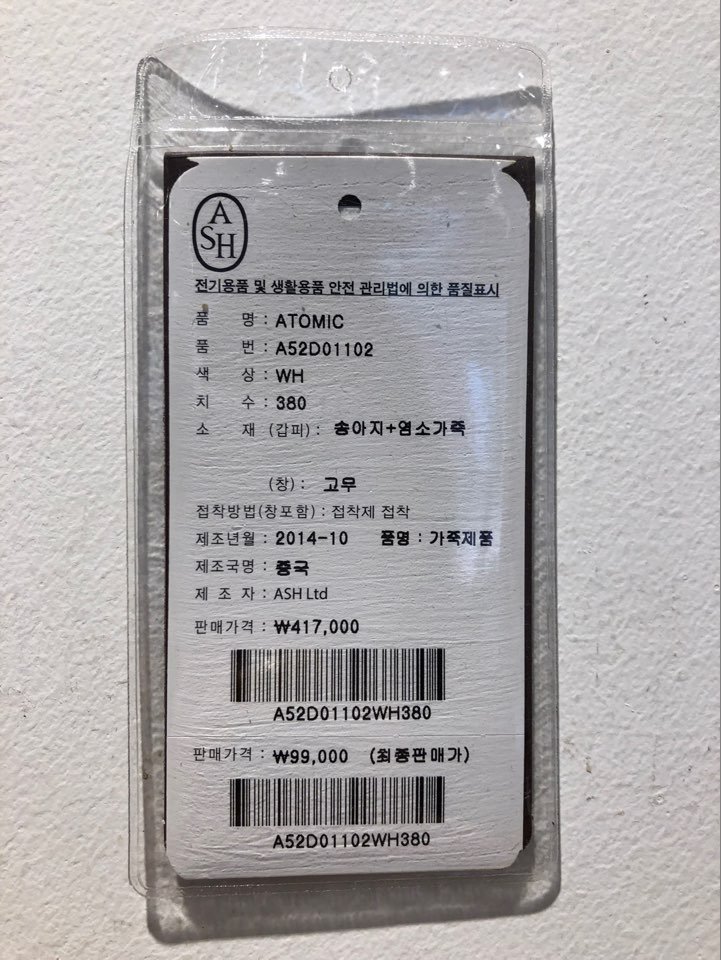 A
SH
전기용품 및 생활용품 안전 관리법에 의한 품질표시
품 명 : ATOMIC
품 번 : A52D01102
색 상 : WH
치 수 : 380
소 재 (갑피) : 송아지+염소가죽
(창) : 고무
접착방법(창포함) : 접착제 접착
제조년월 : 2014-10 품명 : 가죽제품
제조국명 : 중국
제 조 자 : ASH Ltd
판매가격 : ₩417,000
A52D01102WH380
판매가격 : ₩99,000 (최종판매가)
A52D01102WH380